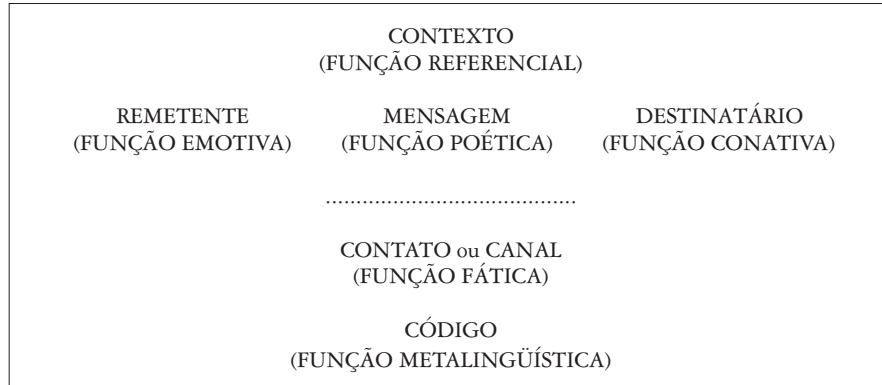 CONTEXTO
(FUNÇÃO REFERENCIAL)
REMETENTE MENSAGEM DESTINATÁRIO
(FUNÇÃO EMOTIVA) (FUNÇÃO POÉTICA) (FUNÇÃO CONATIVA)
.........................................
CONTATO ou CANAL
(FUNÇÃO FÁTICA)
CÓDIGO
(FUNÇÃO METALINGÜÍSTICA)